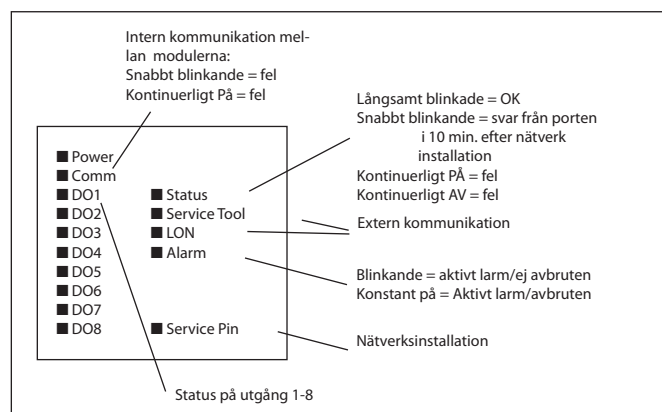 Intern kommunikation mel-
lan modulerna:
Snabbt blinkande = fel
Kontinuerligt På = fel
Långsamt blinkade = OK
Snabbt blinkande = svar från porten
i 10 min. efter nätverk
installation
Kontinuerligt PÅ = fel
Kontinuerligt AV = fel
Power
Comm
DO1
DO2
DO3
DO4
DO5
DO6
DO7
DO8
Status
Service Tool
LON
Alarm
Service Pin
Extern kommunikation
Blinkande = aktivt larm/ej avbruten
Konstant på = Aktivt larm/avbruten
Nätverksinstallation
Status på utgång 1-8